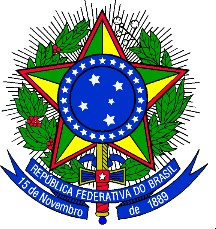 REPÚBLICA FEDERATIVA DO BRASIL
15 de Novembro de 1889